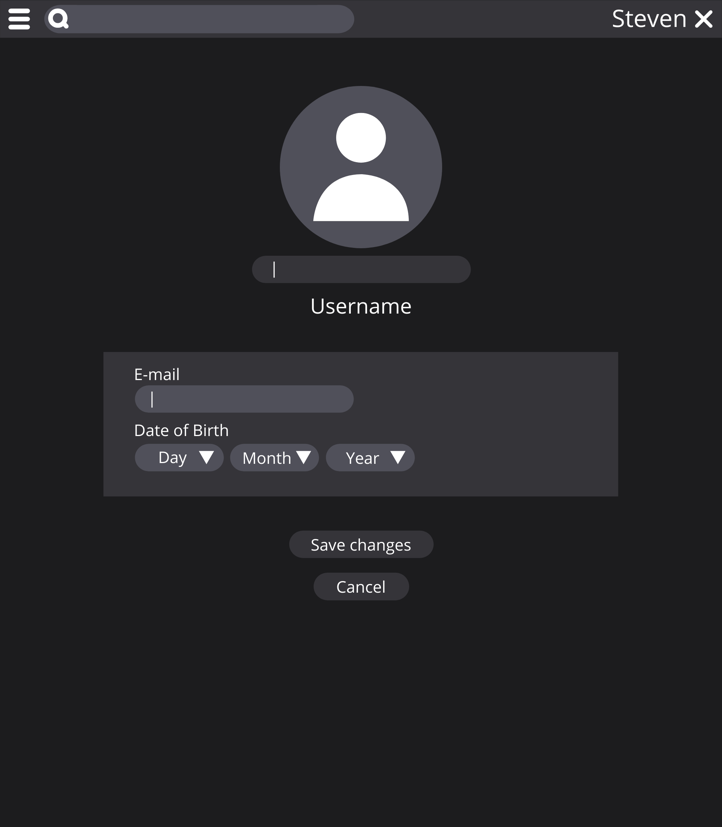 Steven
Username
E-mail
Date of Birth
Day Month Year
Save changes
Cancel